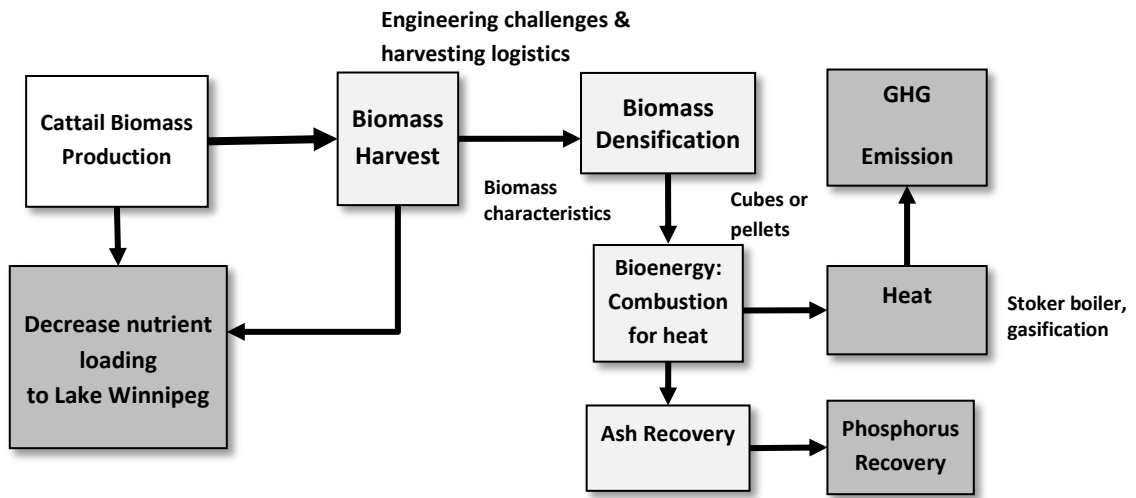 Engineering challenges &
harvesting logistics
Cattail Biomass
Production
Biomass
Harvest
Biomass
Densification
GHG
Emission
Biomass
characteristics
Cubes or
pellets
Decrease nutrient
loading
to Lake Winnipeg
Bioenergy:
Combustion
for heat
Heat
Stoker boiler,
gasification
Ash Recovery
Phosphorus
Recovery